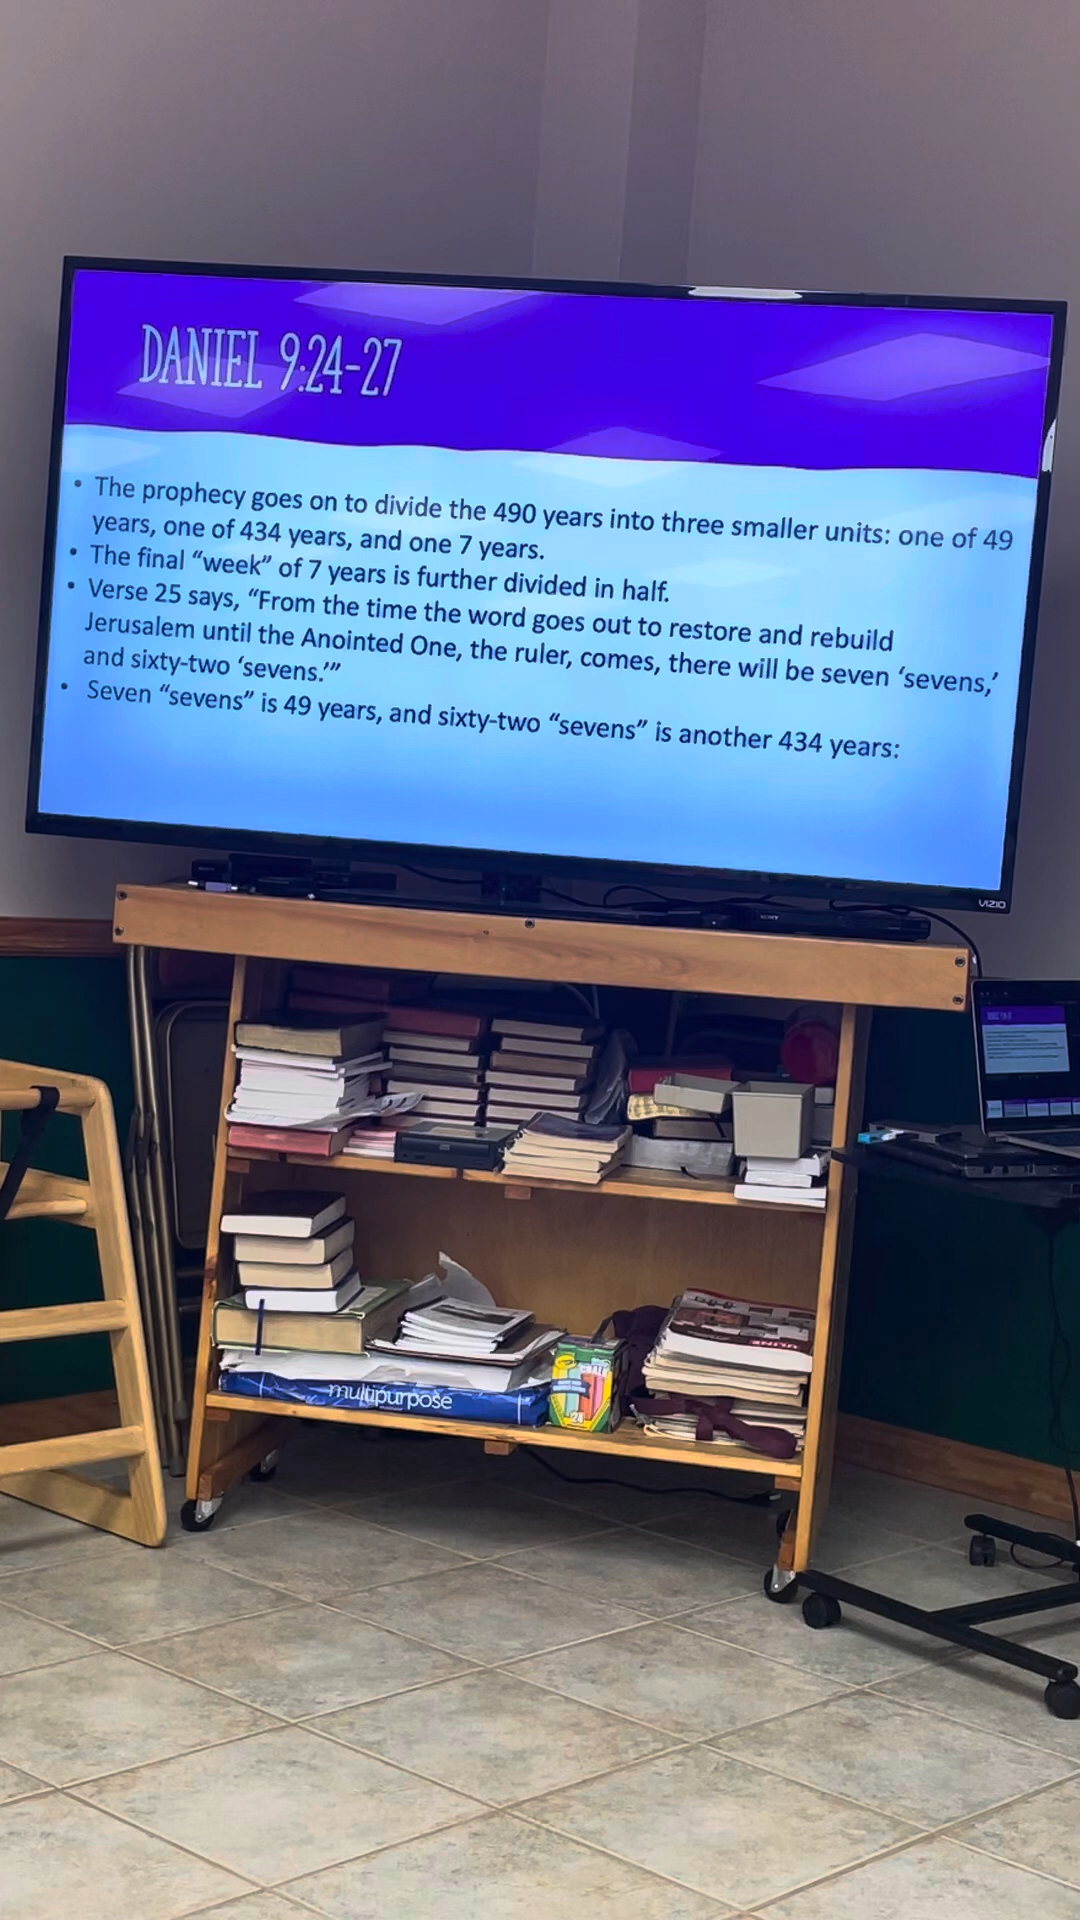 DANIEL 9:24-27
• The prophecy goes on to divide the 490 years into three smaller units: one of 49
years, one of 434 years, and one 7 years.
• The final “week” of 7 years is further divided in half.
• Verse 25 says, “From the time the word goes out to restore and rebuild
Jerusalem until the Anointed One, the ruler, comes, there will be seven ‘sevens,’
and sixty-two ‘sevens.’”
• Seven “sevens” is 49 years, and sixty-two “sevens” is another 434 years:
VIZIO
SONY
ULINE
multipurpose
24